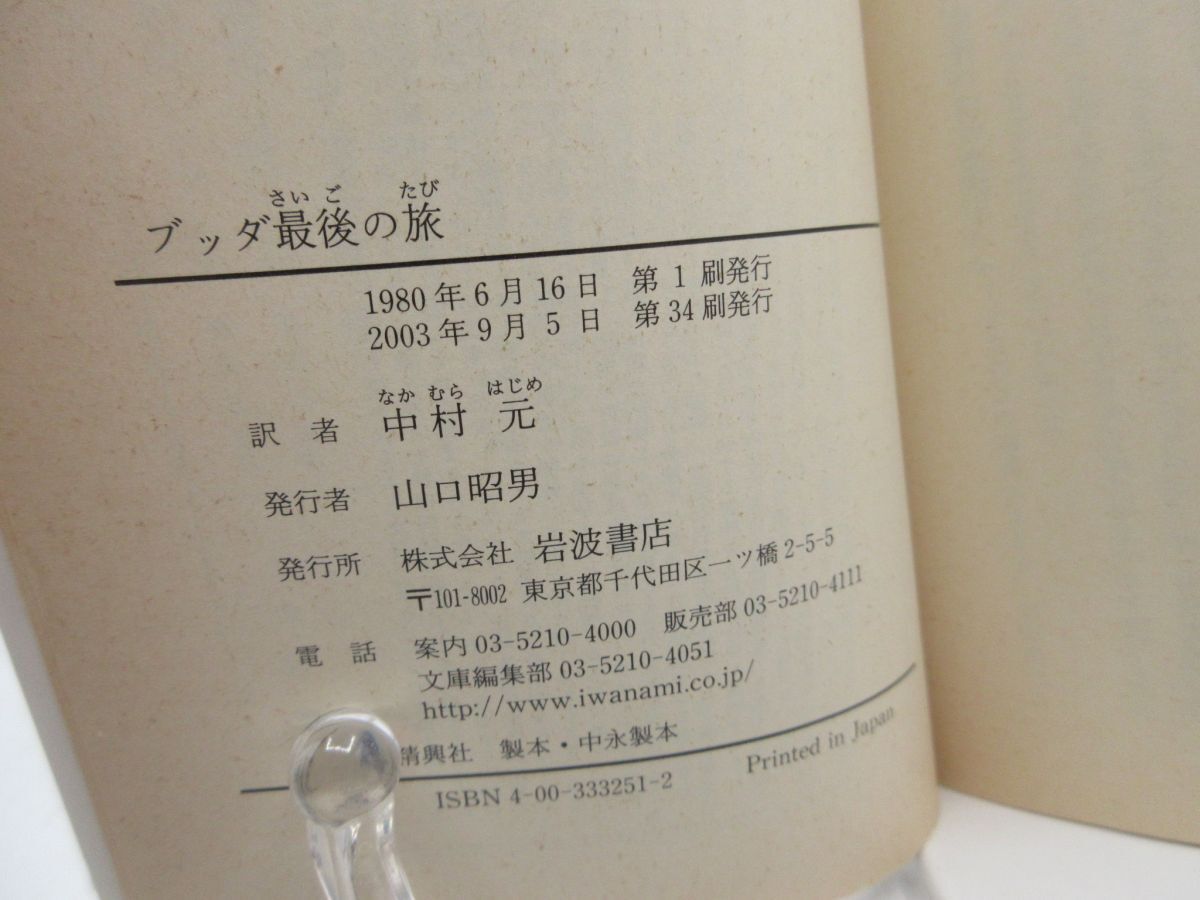 さいご たび
ブッダ最後の旅
1980年6月16日 第1刷発行
2003年9月5日 第34刷発行
なかむら はじめ
訳者 中村 元
発行者 山口昭男
発行所 株式会社 岩波書店
〒101-8002 東京都千代田区一ツ橋2-5-5
電話 案内 03-5210-4000 販売部 03-5210-4111
文庫編集部 03-5210-4051
http://www.iwanami.co.jp/
精興社 製本・中永製本
ISBN 4-00-333251-2 Printed in Japan